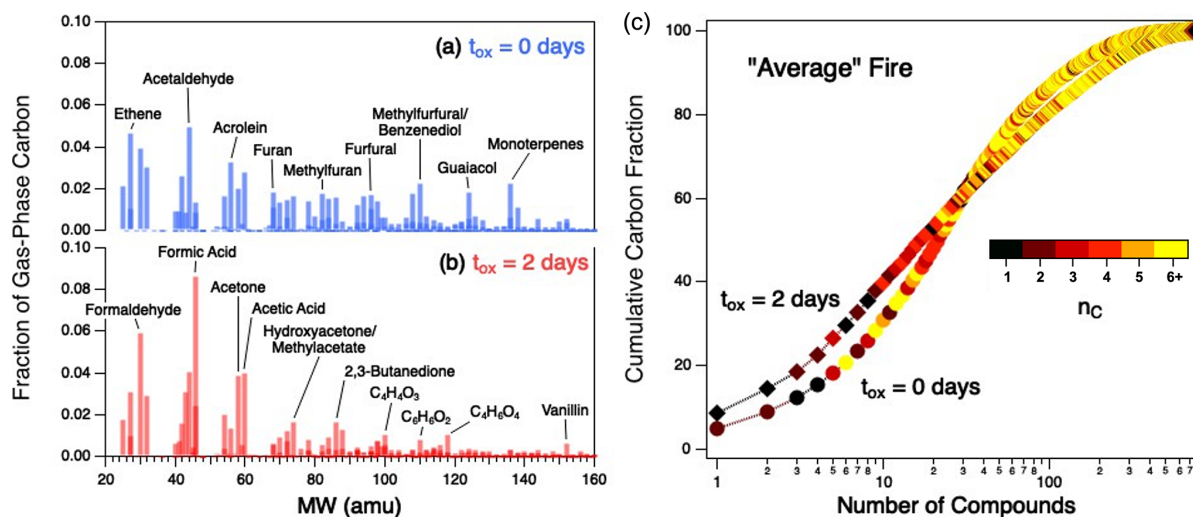 Fraction of Gas-Phase Carbon
0.10
0.08
0.06
0.04
0.02
0.00
(a) tox = 0 days
Ethene
Acetaldehyde
Acrolein
Furan
Methylfuran
Furfural
Methylfurfural/
Benzenediol
Guaiacol
Monoterpenes
0.10
0.08
0.06
0.04
0.02
0.00
(b) tox = 2 days
Formaldehyde
Formic Acid
Acetone
Acetic Acid
Hydroxyacetone/
Methylacetate
2,3-Butanedione
C4H4O3
C6H6O2
C4H6O4
Vanillin
20 40 60 80 100 120 140 160
MW (amu)
(c)
"Average" Fire
Cumulative Carbon Fraction
100
80
60
40
20
0
tox = 2 days
tox = 0 days
1 2 3 4 5 6+
nC
1 2 3 4 5 6 7 8 10 2 3 4 5 6 7 8 100 2 3 4 5 6 7
Number of Compounds